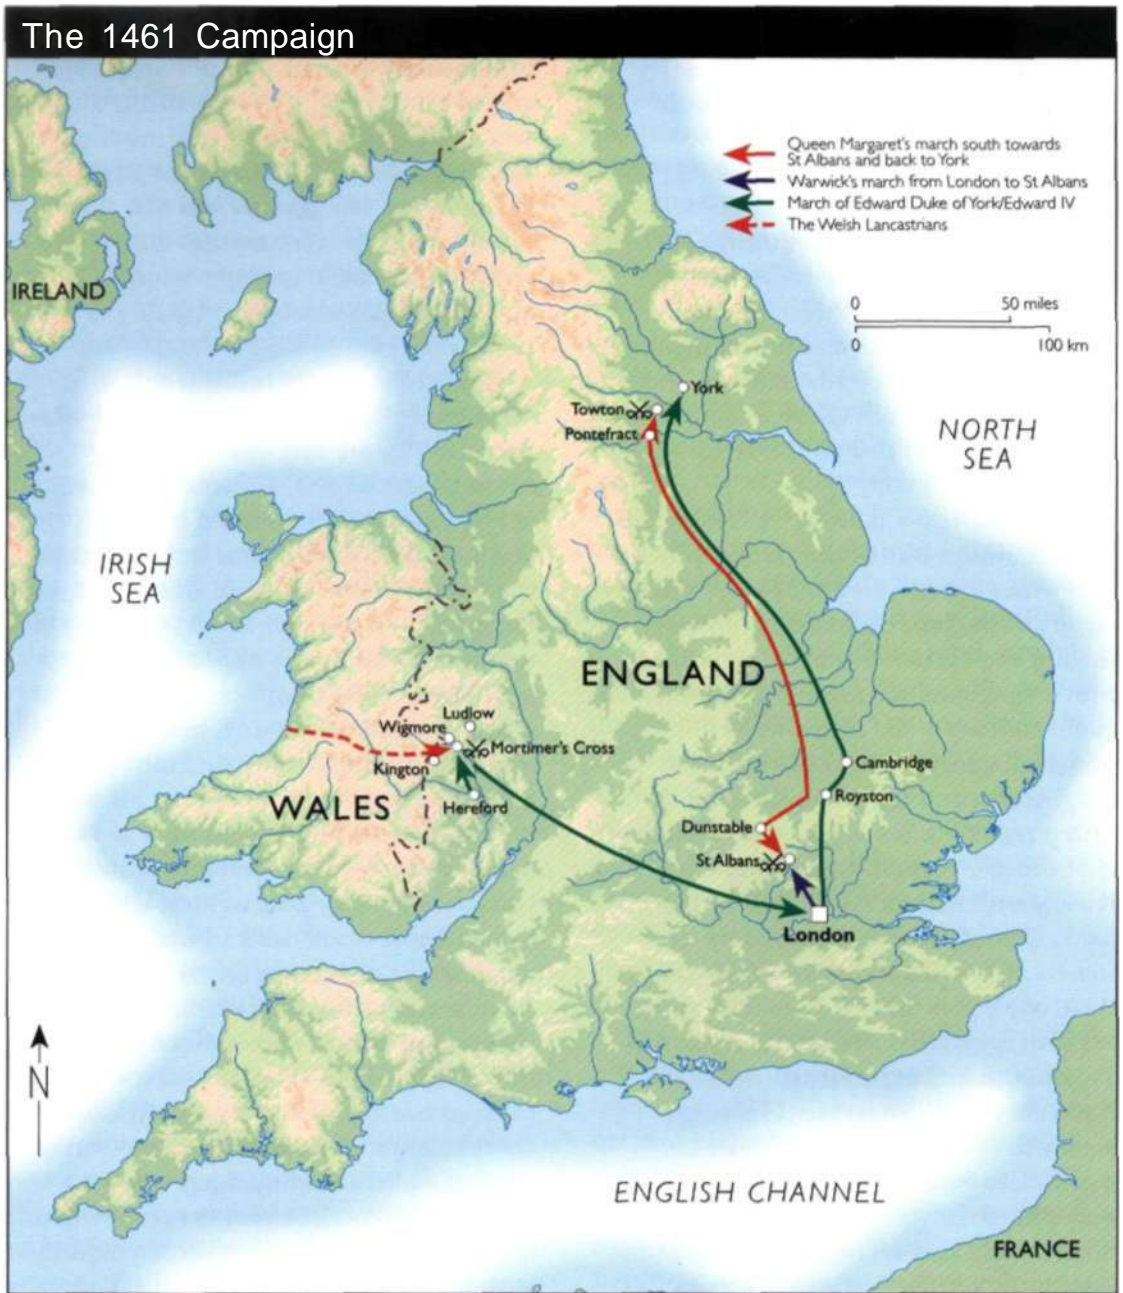 The 1461 Campaign
Queen Margaret's march south towards
St Albans and back to York
Warwick's march from London to St Albans
March of Edward Duke of York/Edward IV
The Welsh Lancastrians
0 50 miles
0 100 km
IRELAND
York
Towton
Pontefract
NORTH
SEA
IRISH
SEA
ENGLAND
Ludlow
Wigmore
Mortimer's Cross
Kington
Cambridge
WALES
Hereford
Royston
Dunstable
St Albans
London
N
ENGLISH CHANNEL
FRANCE